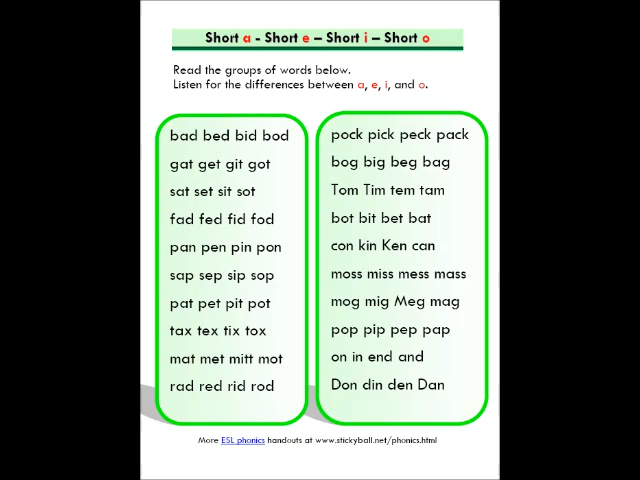 Short a - Short e – Short i – Short o
Read the groups of words below.
Listen for the differences between a, e, i, and o.
bad bed bid bod
gat get git got
sat set sit sot
fad fed fid fod
pan pen pin pon
sap sep sip sop
pat pet pit pot
tax tex tix tox
mat met mitt mot
rad red rid rod
pock pick peck pack
bog big beg bag
Tom Tim tem tam
bot bit bet bat
con kin Ken can
moss miss mess mass
mog mig Meg mag
pop pip pep pap
on in end and
Don din den Dan
More ESL phonics handouts at www.stickyball.net/phonics.html